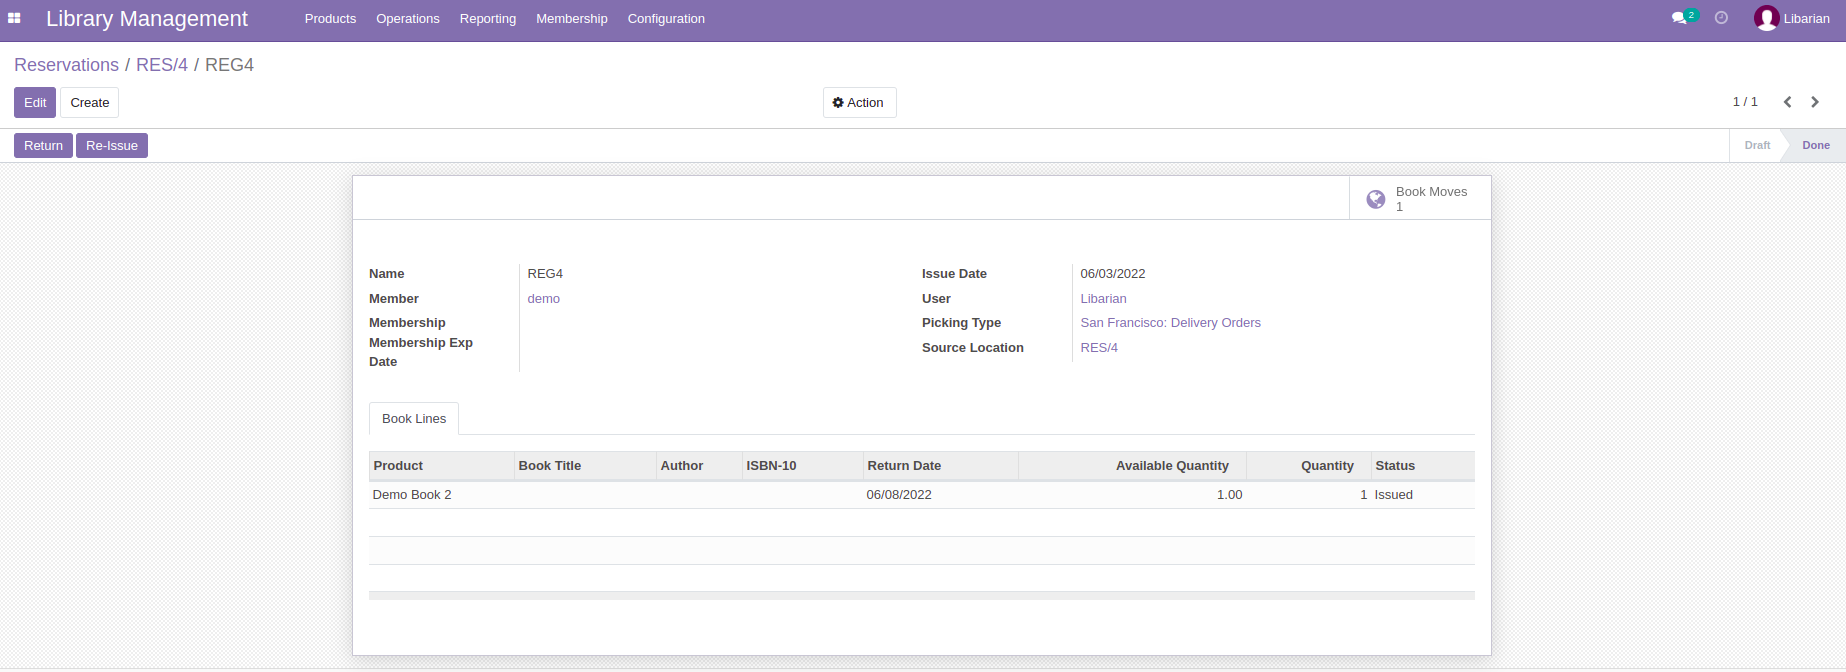 Library Management Products Operations Reporting Membership Configuration 2 Libarian
Reservations / RES/4 / REG4
Edit Create Action 1 / 1
Return Re-Issue Draft Done
Book Moves
1
Name REG4 Issue Date 06/03/2022
Member demo User Libarian
Membership Picking Type San Francisco: Delivery Orders
Membership Exp Source Location RES/4
Date
Book Lines
Product Book Title Author ISBN-10 Return Date Available Quantity Quantity Status
Demo Book 2 06/08/2022 1.00 1 Issued